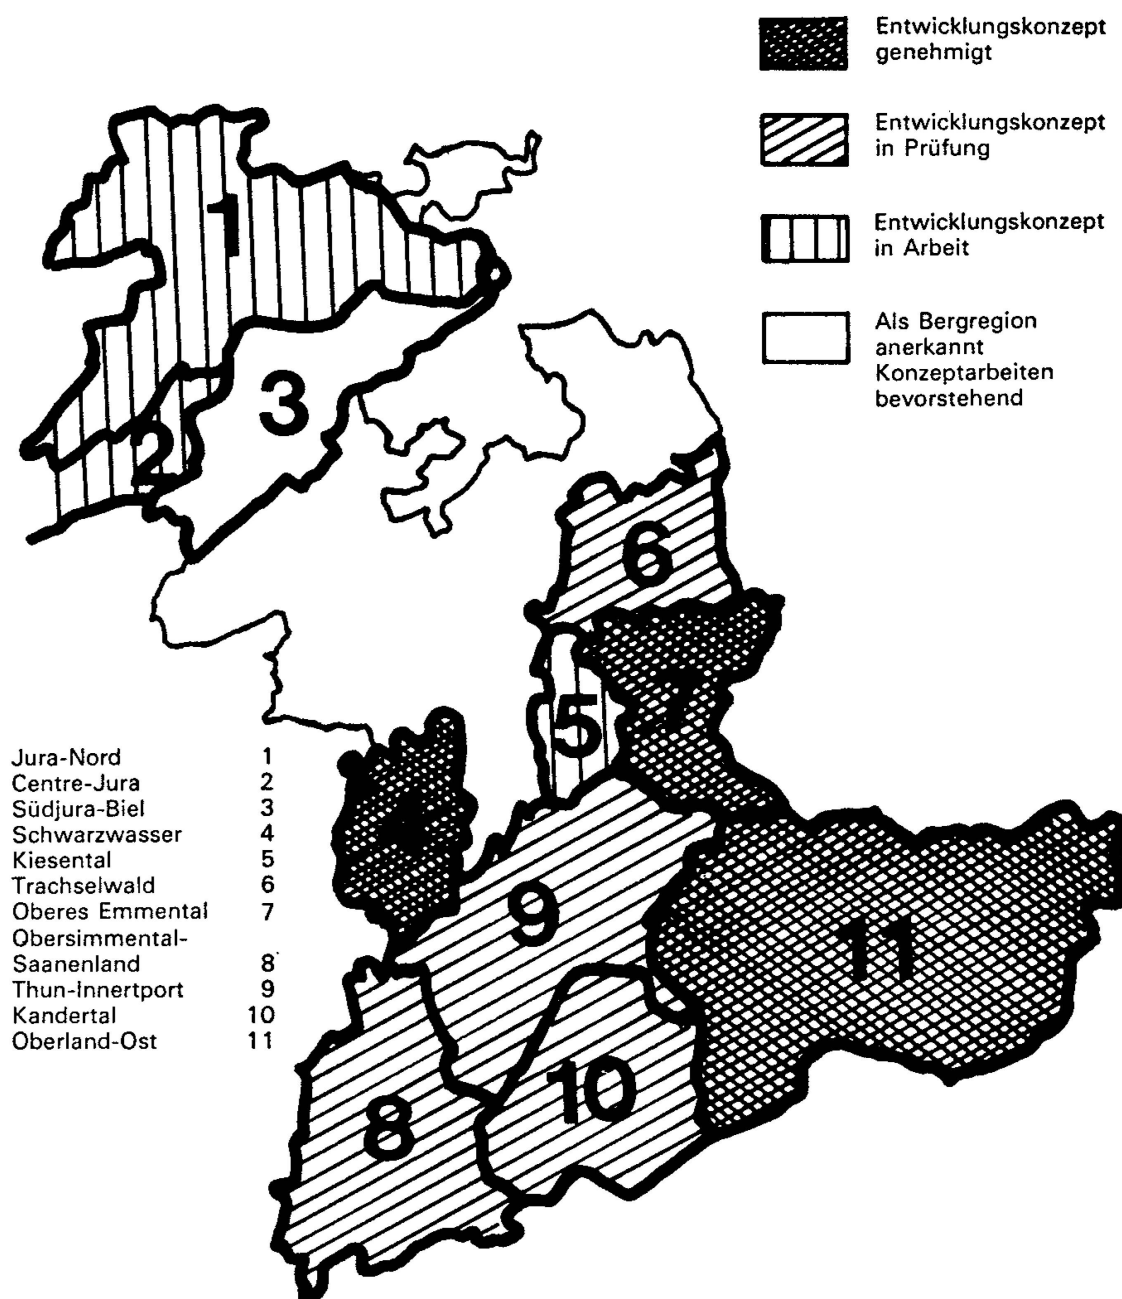 Entwicklungskonzept
genehmigt
Entwicklungskonzept
in Prüfung
Entwicklungskonzept
in Arbeit
Als Bergregion
anerkannt
Konzeptarbeiten
bevorstehend
1
3
2
6
5
7
4
9
11
10
8
Jura-Nord 1
Centre-Jura 2
Südjura-Biel 3
Schwarzwasser 4
Kiesental 5
Trachselwald 6
Oberes Emmental 7
Obersimmental-
Saanenland 8
Thun-Innertport 9
Kandertal 10
Oberland-Ost 11